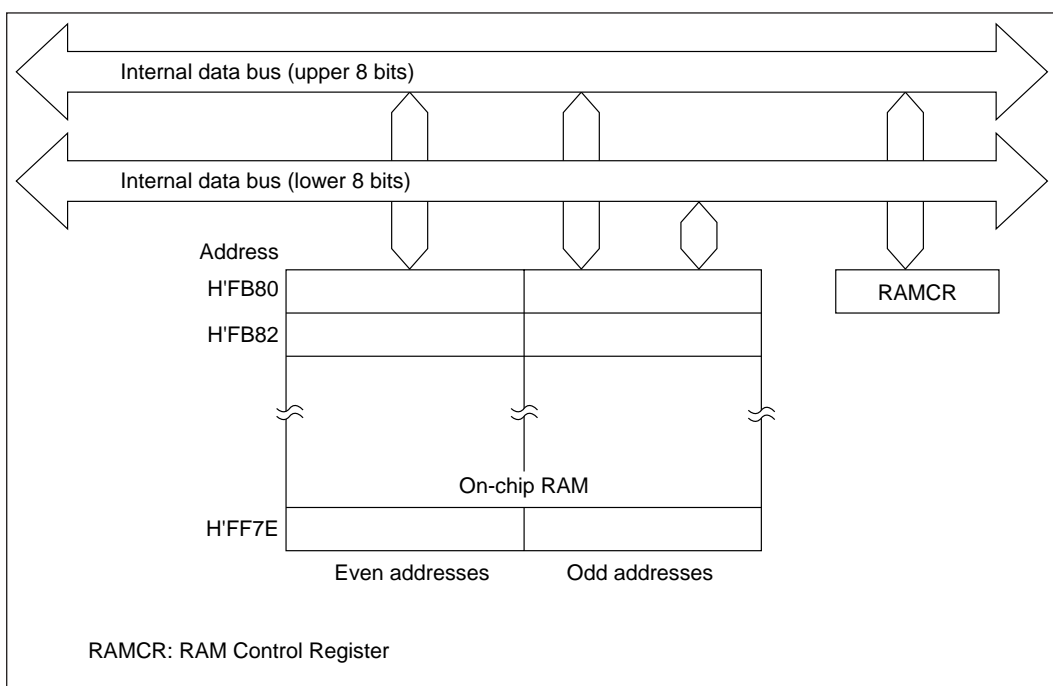 Internal data bus (upper 8 bits)
Internal data bus (lower 8 bits)
Address
H'FB80
RAMCR
H'FB82
On-chip RAM
H'FF7E
Even addresses
Odd addresses
RAMCR: RAM Control Register